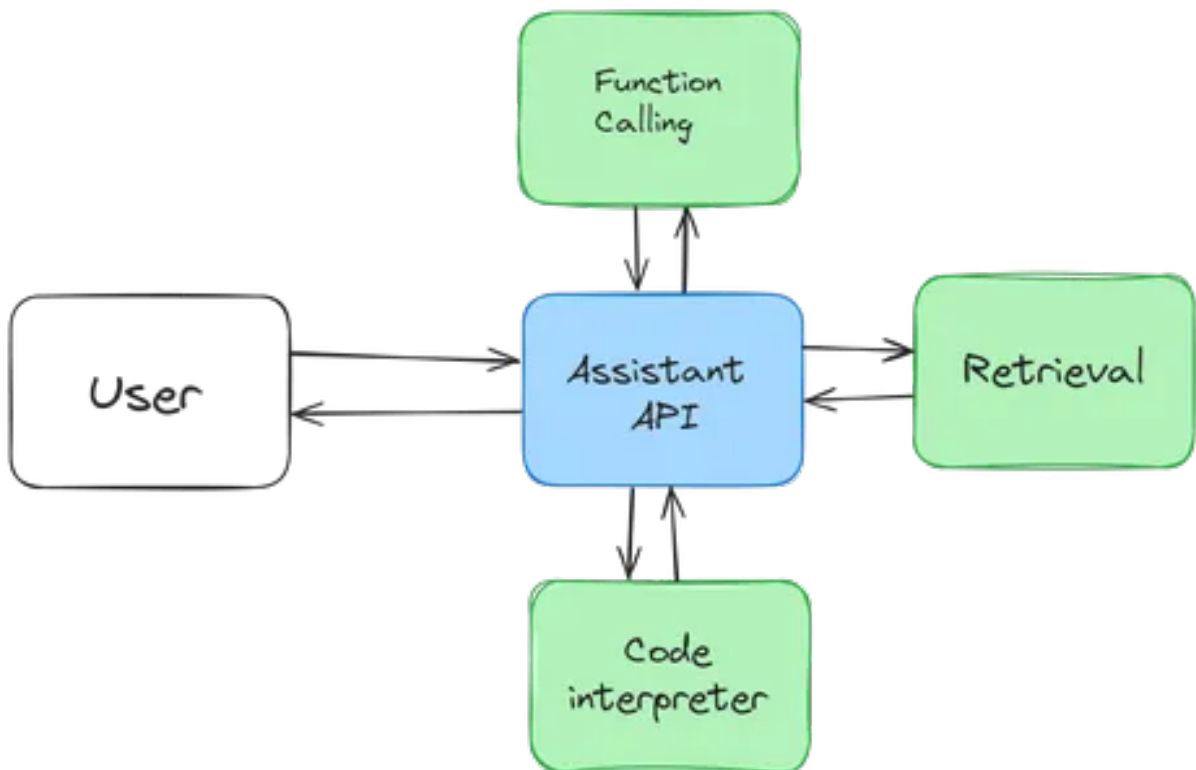 Function
Calling
User
Assistant
API
Retrieval
Code
interpreter